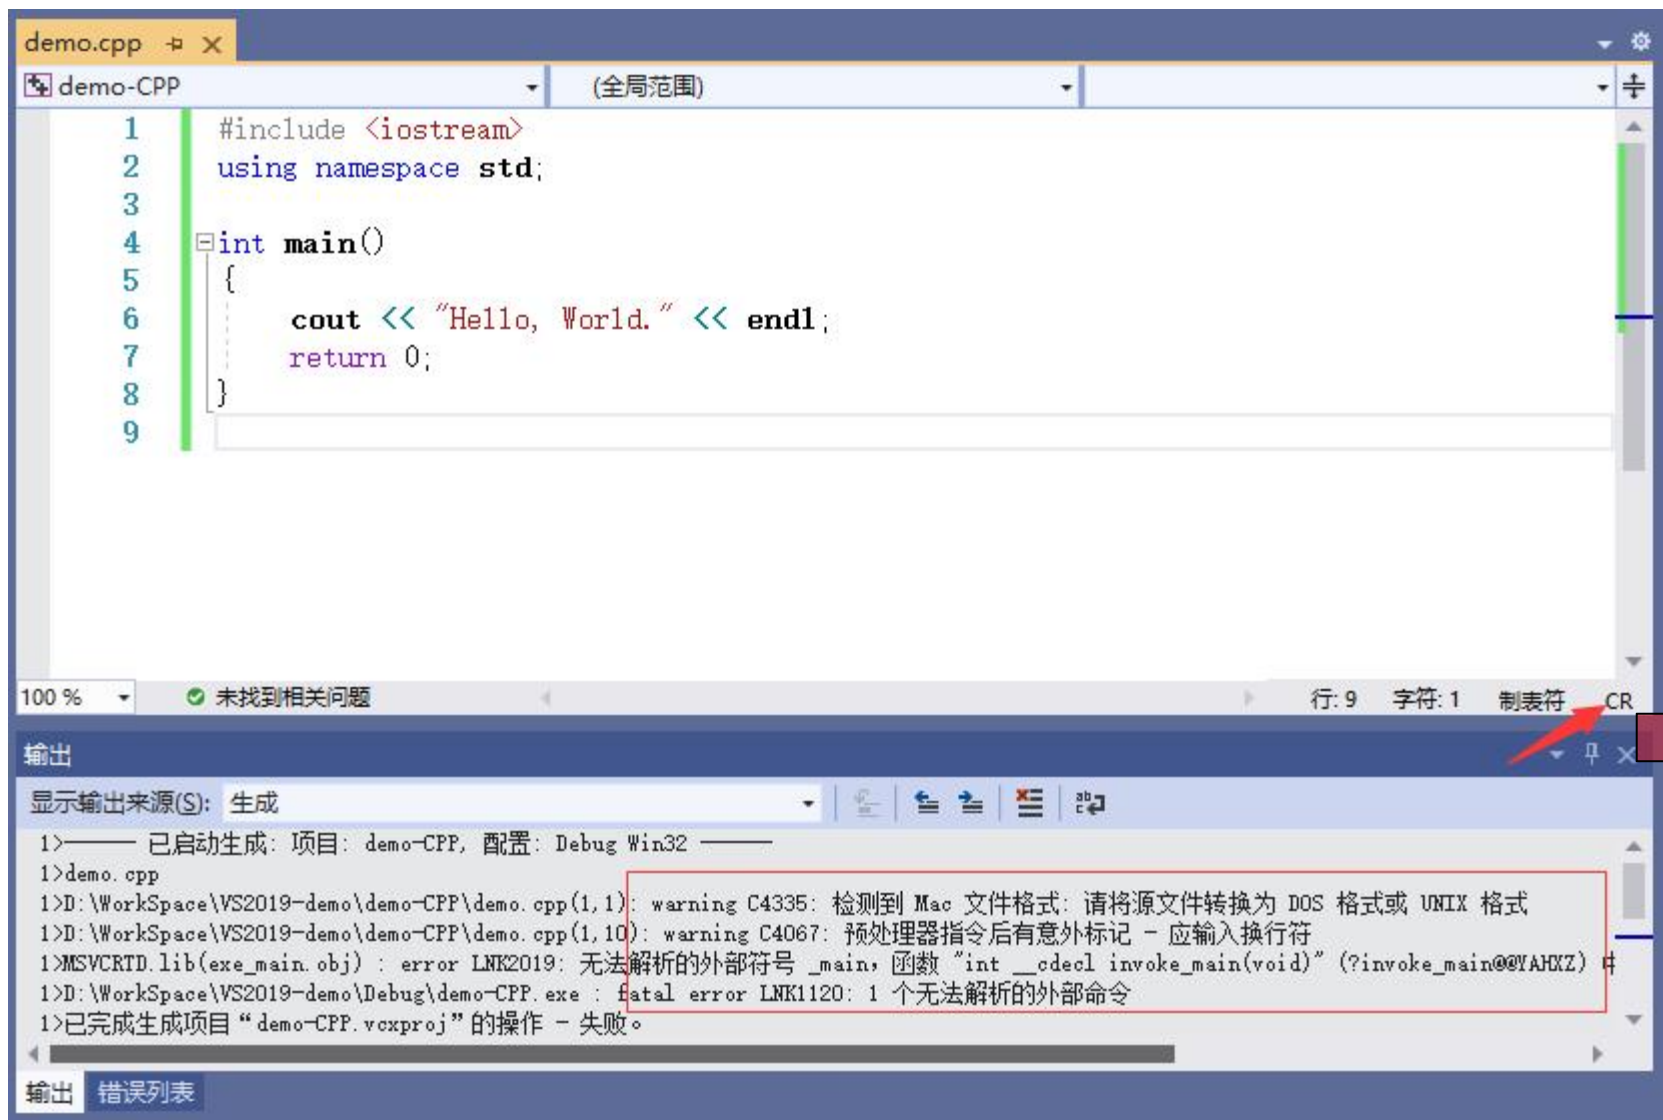 demo.cpp
demo-CPP (全局范围)
1 #include <iostream>
2 using namespace std;
3
4 int main()
5 {
6 cout << "Hello, World." << endl;
7 return 0;
8 }
9
100 % 未找到相关问题 行: 9 字符: 1 制表符 CR
输出
显示输出来源(S): 生成
1>—— 已启动生成: 项目: demo-CPP, 配置: Debug Win32 ——
1>demo.cpp
1>D:\WorkSpace\VS2019-demo\demo-CPP\demo.cpp(1,1): warning C4335: 检测到 Mac 文件格式: 请将源文件转换为 DOS 格式或 UNIX 格式
1>D:\WorkSpace\VS2019-demo\demo-CPP\demo.cpp(1,10): warning C4067: 预处理器指令后有意外标记 - 应输入换行符
1>MSVCRTD.lib(exe_main.obj) : error LNK2019: 无法解析的外部符号 _main，函数 "int __cdecl invoke_main(void)" (?invoke_main@@YAHXZ)
1>D:\WorkSpace\VS2019-demo\Debug\demo-CPP.exe : fatal error LNK1120: 1 个无法解析的外部命令
1>已完成生成项目“demo-CPP.vcxproj”的操作 - 失败。
输出 错误列表